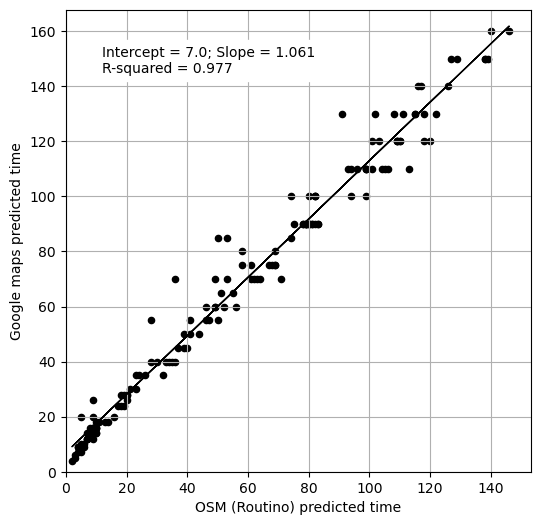 160
140
120
100
80
60
40
20
0
Google maps predicted time
Intercept = 7.0; Slope = 1.061
R-squared = 0.977
0 20 40 60 80 100 120 140
OSM (Routino) predicted time